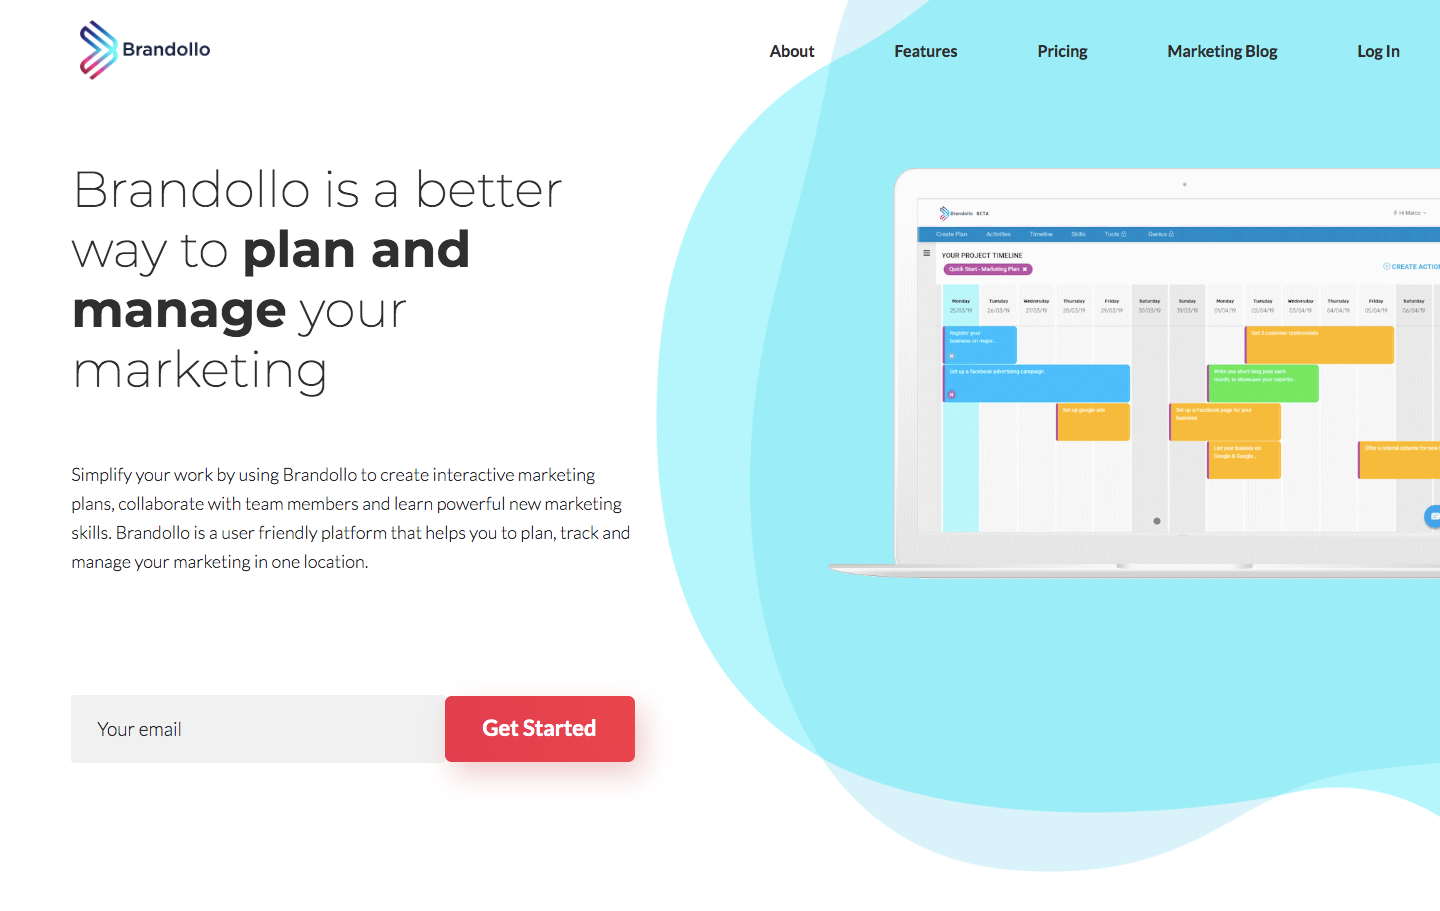 Brandollo
About
Features
Pricing
Marketing Blog
Log In
Brandollo is a better
way to plan and
manage your
marketing
Simplify your work by using Brandollo to create interactive marketing
plans, collaborate with team members and learn powerful new marketing
skills. Brandollo is a user friendly platform that helps you to plan, track and
manage your marketing in one location.
Your email
Get Started
Brandollo BETA
Hi Marco
Create Plan
Activities
Timeline
Skills
Tools
Genius
YOUR PROJECT TIMELINE
Quick Start - Marketing Plan ✖
CREATE ACTION
Monday Tuesday Wednesday Thursday Friday Saturday Sunday Monday Tuesday Wednesday Thursday Friday Saturday
25/03/19 26/03/19 27/03/19 28/03/19 29/03/19 30/03/19 31/03/19 01/04/19 02/04/19 03/04/19 04/04/19 05/04/19 06/04/19
Register your
business on major...
Get 3 customer testimonials
Set up a facebook advertising campaign
Write one short blog post each
month, to showcase your expertis...
Set up google ads
Set up a Facebook page for your
business
List your business on
Google & Google...
Offer a referral scheme for new